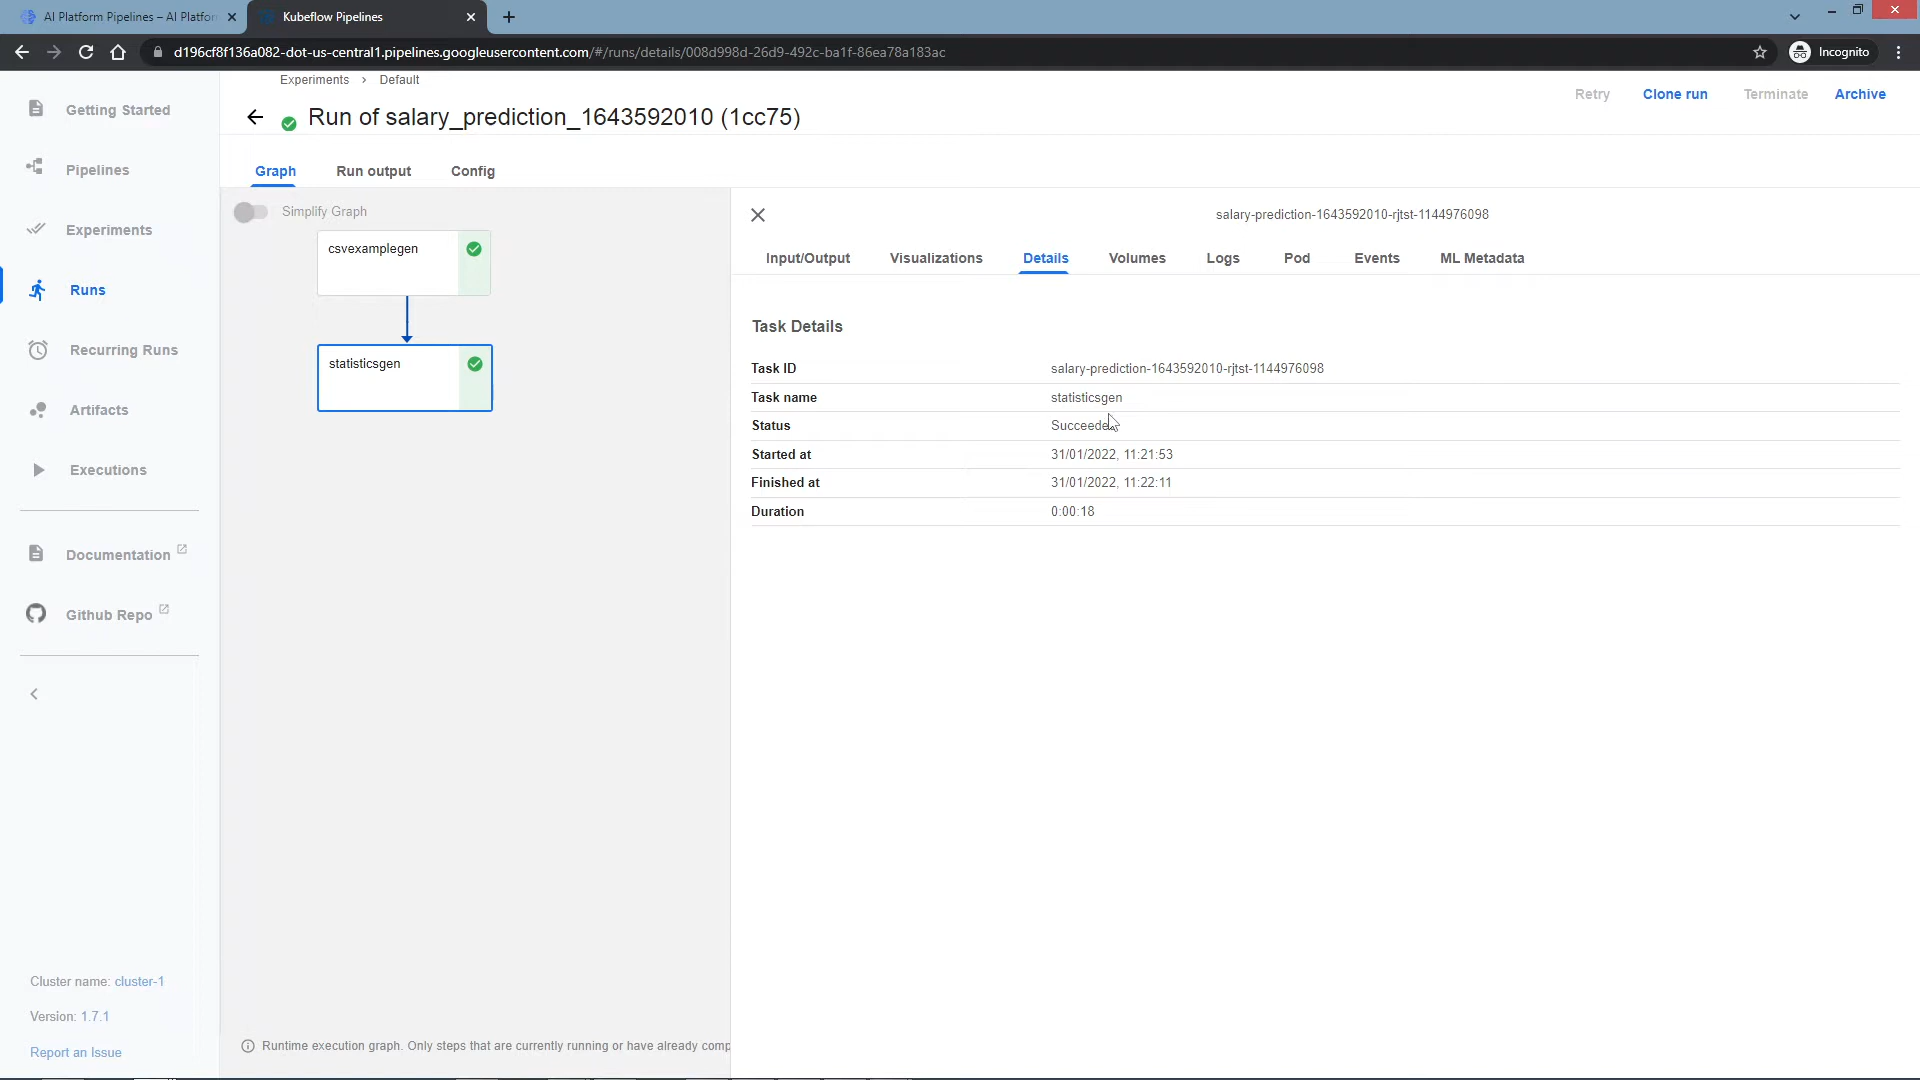 AI Platform Pipelines – AI Platfor
Kubeflow Pipelines
d196cf8f136a082-dot-us-central1.pipelines.googleusercontent.com/#/runs/details/008d998d-26d9-492c-ba1f-86ea78a183ac
Incognito
Experiments > Default
Run of salary_prediction_1643592010 (1cc75)
Retry
Clone run
Terminate
Archive
Getting Started
Pipelines
Experiments
Runs
Recurring Runs
Artifacts
Executions
Documentation
Github Repo
Cluster name: cluster-1
Version: 1.7.1
Report an Issue
Graph
Run output
Config
Simplify Graph
csvexamplegen
statisticsgen
Runtime execution graph. Only steps that are currently running or have already comp
salary-prediction-1643592010-rjtst-1144976098
Input/Output
Visualizations
Details
Volumes
Logs
Pod
Events
ML Metadata
Task Details
Task ID salary-prediction-1643592010-rjtst-1144976098
Task name statisticsgen
Status Succeeded
Started at 31/01/2022, 11:21:53
Finished at 31/01/2022, 11:22:11
Duration 0:00:18